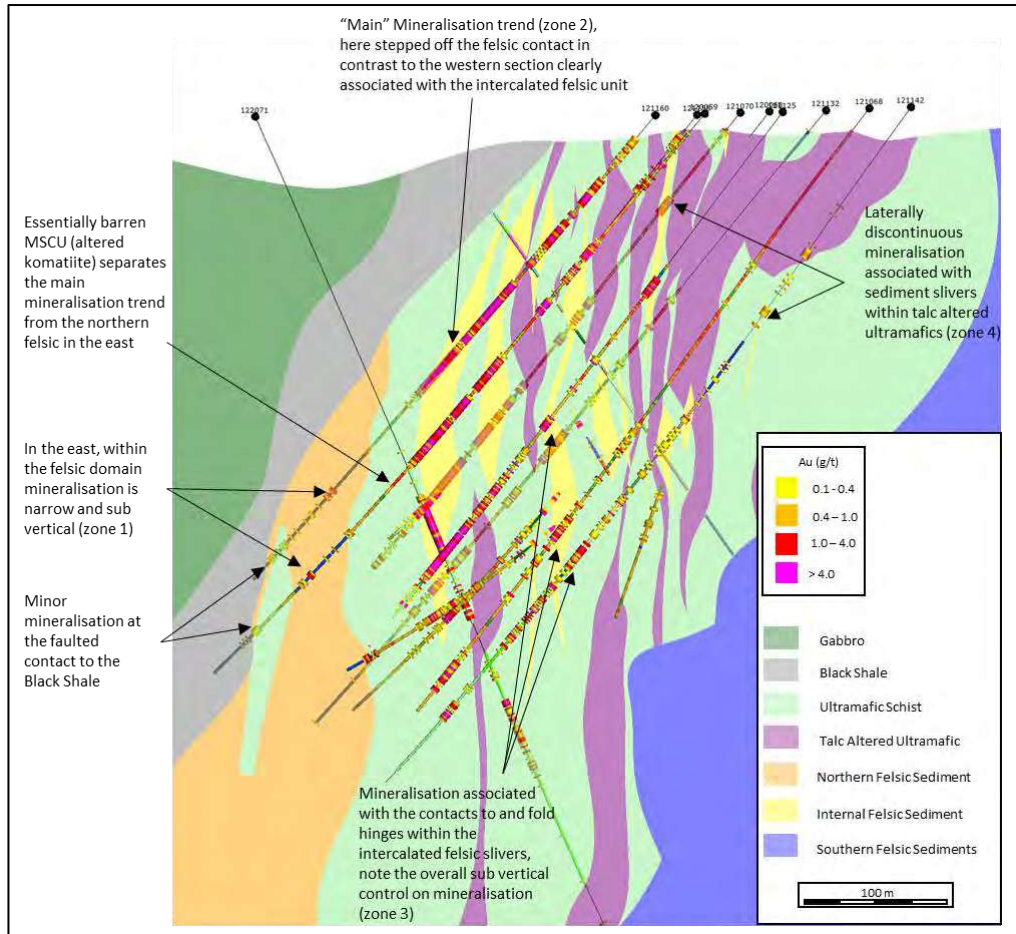 “Main” Mineralisation trend (zone 2),
here stepped off the felsic contact in
contrast to the western section clearly
associated with the intercalated felsic unit
122071
121160
121070
121132
121068
121142
Essentially barren
MSCU (altered
komatiite) separates
the main
mineralisation trend
from the northern
felsic in the east
Laterally
discontinuous
mineralisation
associated with
sediment slivers
within talc altered
ultramafics (zone 4)
In the east, within
the felsic domain
mineralisation is
narrow and sub
vertical (zone 1)
Minor
mineralisation at
the faulted
contact to the
Black Shale
Mineralisation associated
with the contacts to and fold
hinges within the
intercalated felsic slivers,
note the overall sub vertical
control on mineralisation
(zone 3)
Au (g/t)
0.1 - 0.4
0.4 – 1.0
1.0 – 4.0
> 4.0
Gabbro
Black Shale
Ultramafic Schist
Talc Altered Ultramafic
Northern Felsic Sediment
Internal Felsic Sediment
Southern Felsic Sediments
100 m